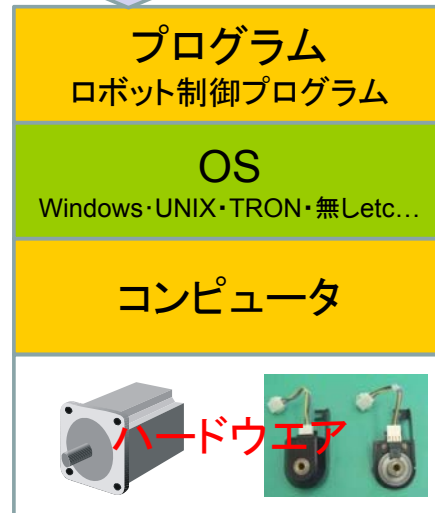 プログラム
ロボット制御プログラム
OS
Windows･UNIX・TRON・無しetc…
コンピュータ
ハードウエア